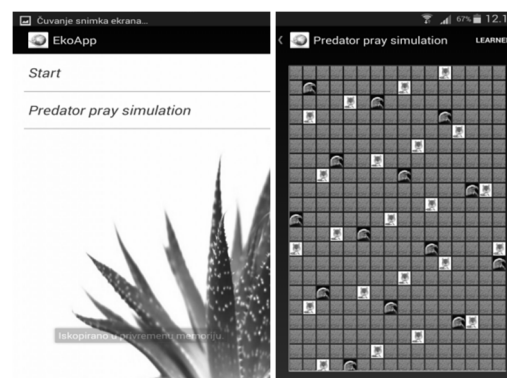 Čuvanje snimka ekrana...
EkoApp
Start
Predator pray simulation
Iskopirano u privremenu memoriju.
67% 12.1
Predator pray simulation LEARNE